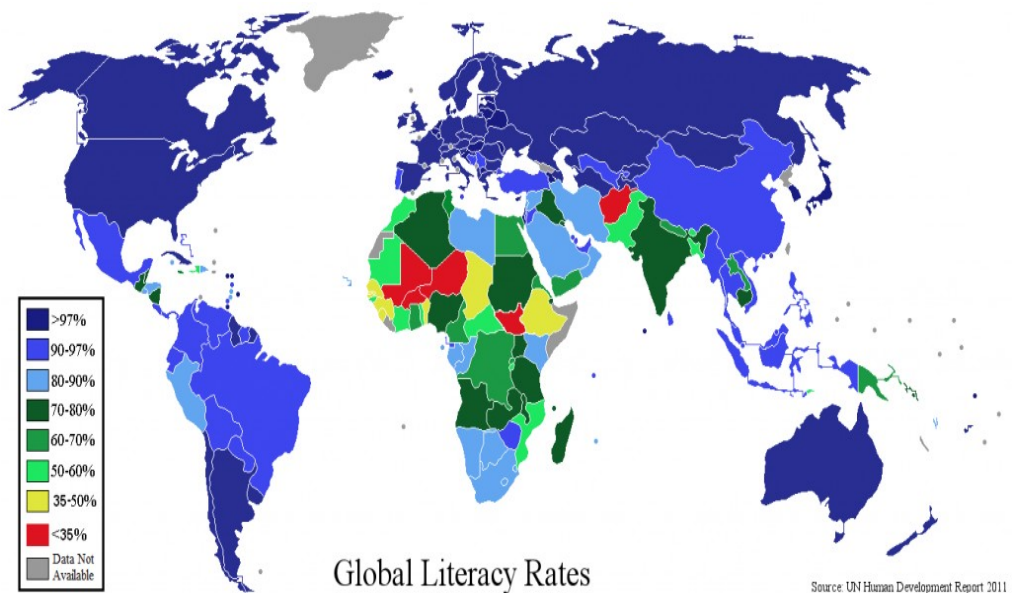 >97%
90-97%
80-90%
70-80%
60-70%
50-60%
35-50%
<35%
Data Not
Available
Global Literacy Rates
Source: UN Human Development Report 2011